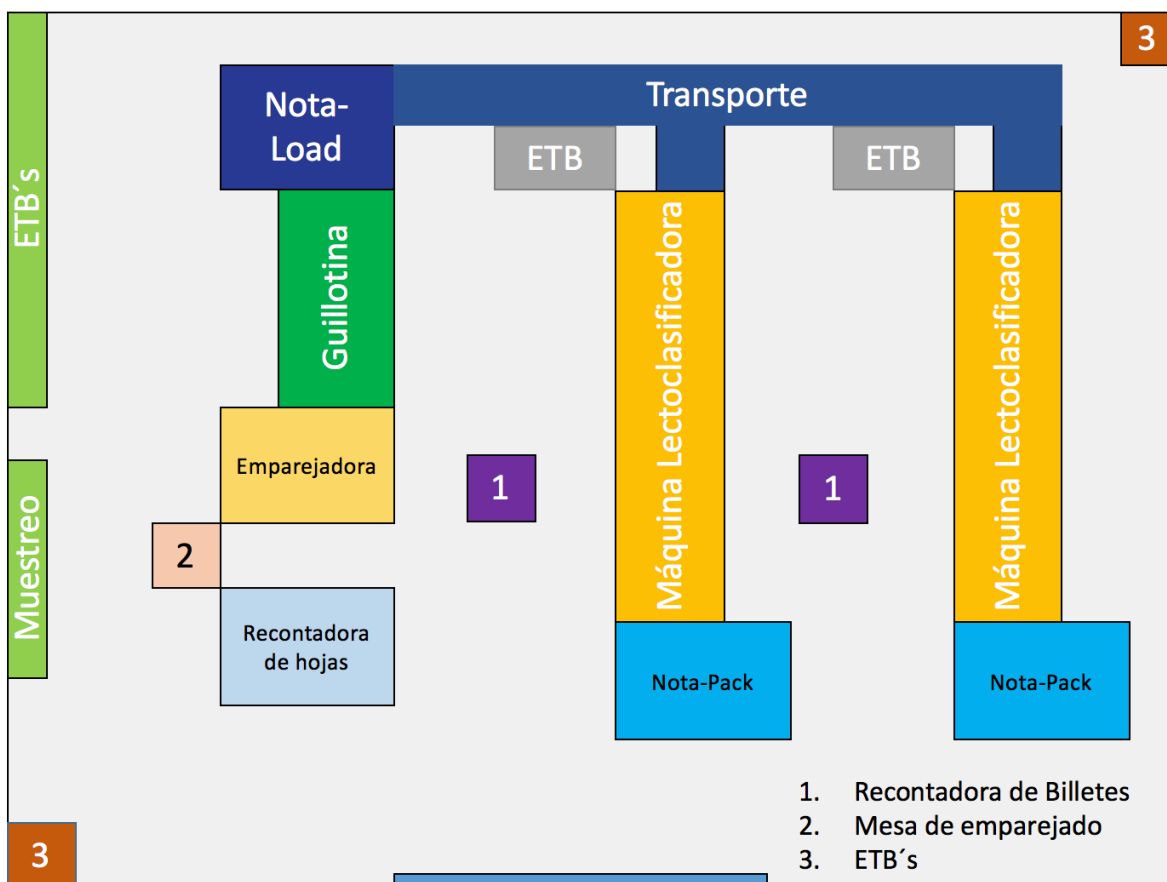 3
ETB´s
Nota-
Load
Transporte
ETB
ETB
Guillotina
Máquina Lectoclasificadora
Máquina Lectoclasificadora
Emparejadora
1
1
Muestreo
2
Recontadora
de hojas
Nota-Pack
Nota-Pack
1. Recontadora de Billetes
2. Mesa de emparejado
3. ETB´s
3